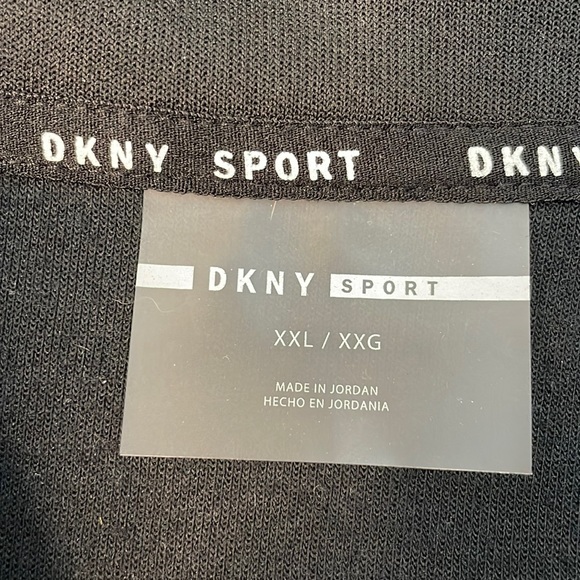 DKNY SPORT DKNY
DKNY SPORT
XXL / XXG
MADE IN JORDAN
HECHO EN JORDANIA